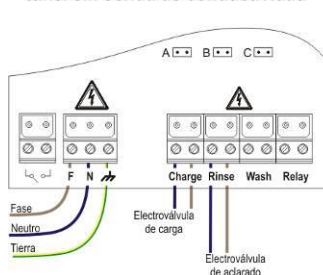 A B C
F N Charge Rinse Wash Relay
Fase
Neutro
Tierra
Electroválvula
de carga
Electroválvula
de aclarado